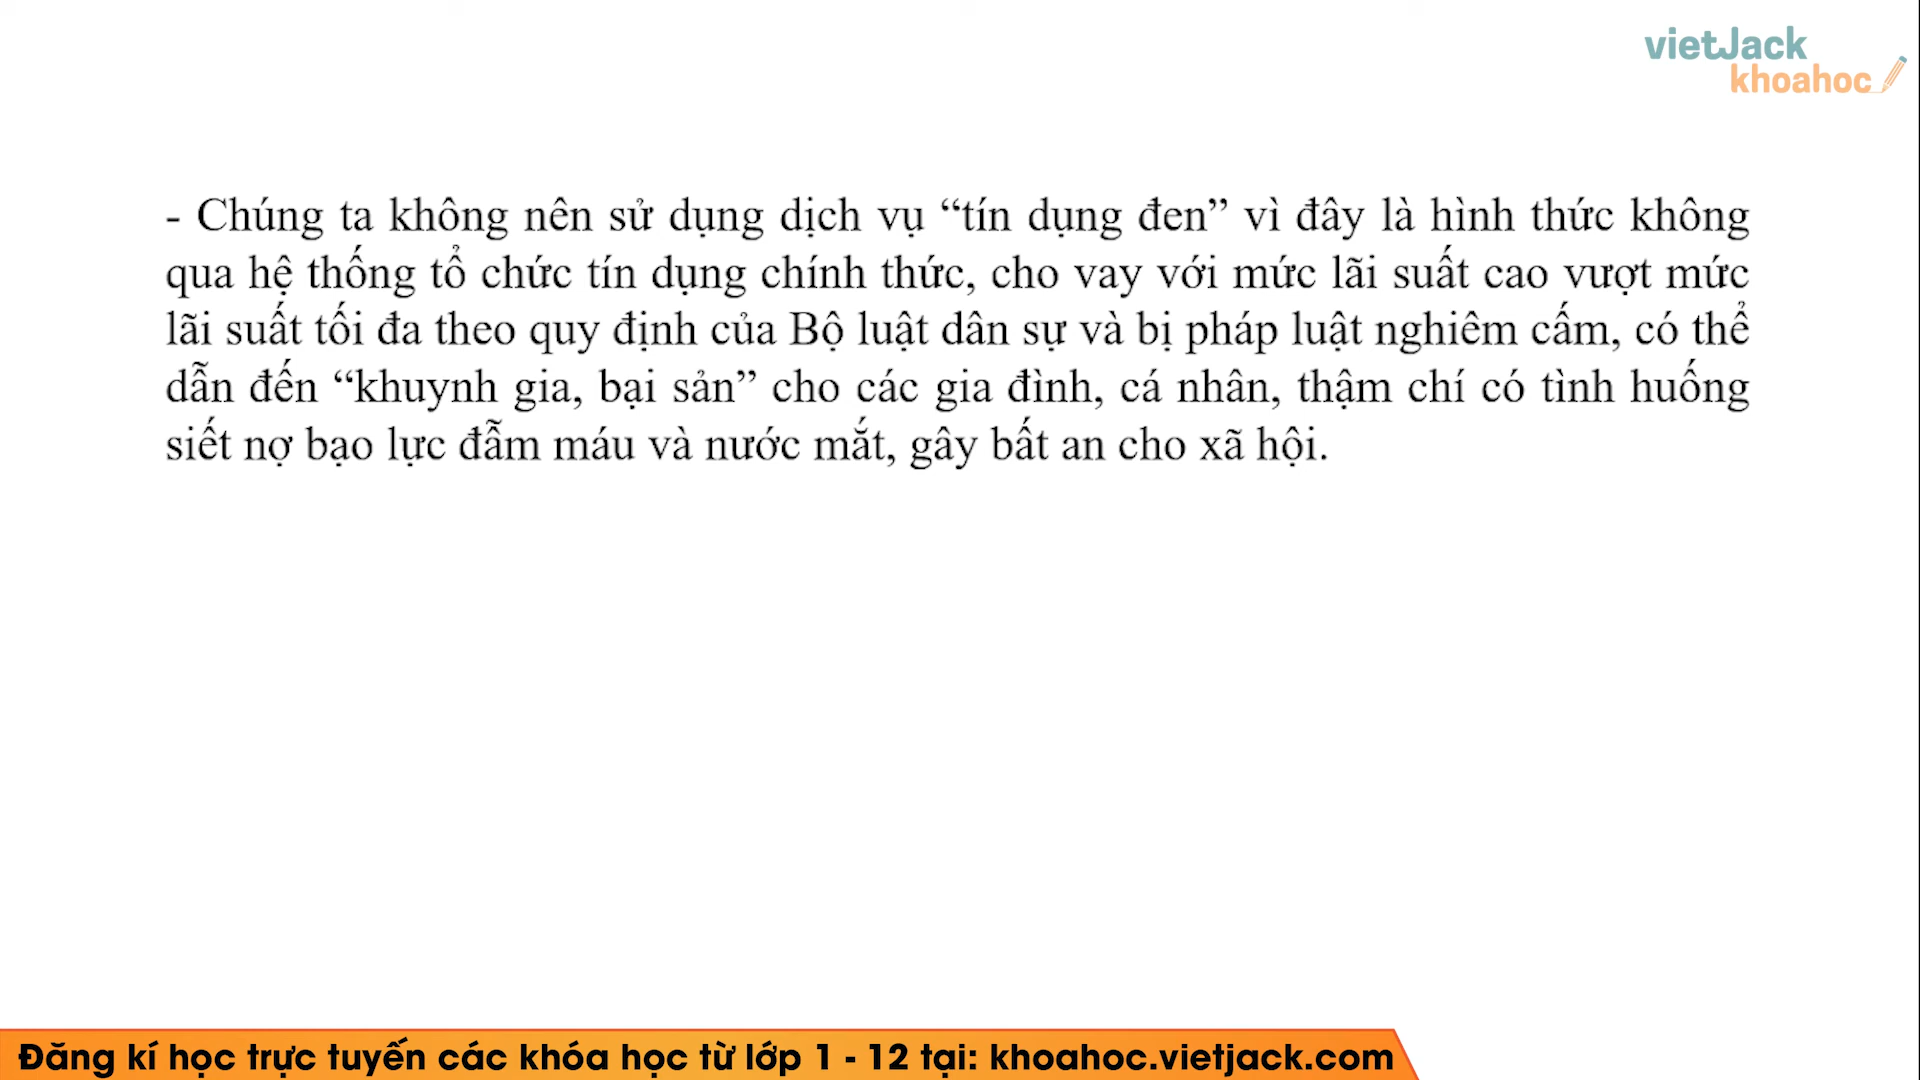 vietJack
khoahoc
- Chúng ta không nên sử dụng dịch vụ “tín dụng đen” vì đây là hình thức không
qua hệ thống tổ chức tín dụng chính thức, cho vay với mức lãi suất cao vượt mức
lãi suất tối đa theo quy định của Bộ luật dân sự và bị pháp luật nghiêm cấm, có thể
dẫn đến “khuynh gia, bại sản” cho các gia đình, cá nhân, thậm chí có tình huống
siết nợ bạo lực đẫm máu và nước mắt, gây bất an cho xã hội.
Đăng kí học trực tuyến các khóa học từ lớp 1 - 12 tại: khoahoc.vietjack.com